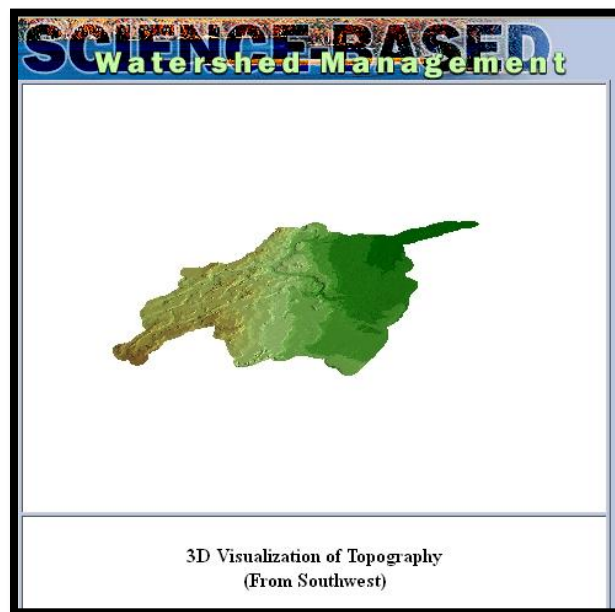 SCIENCE-BASED
Watershed Management
3D Visualization of Topography
(From Southwest)